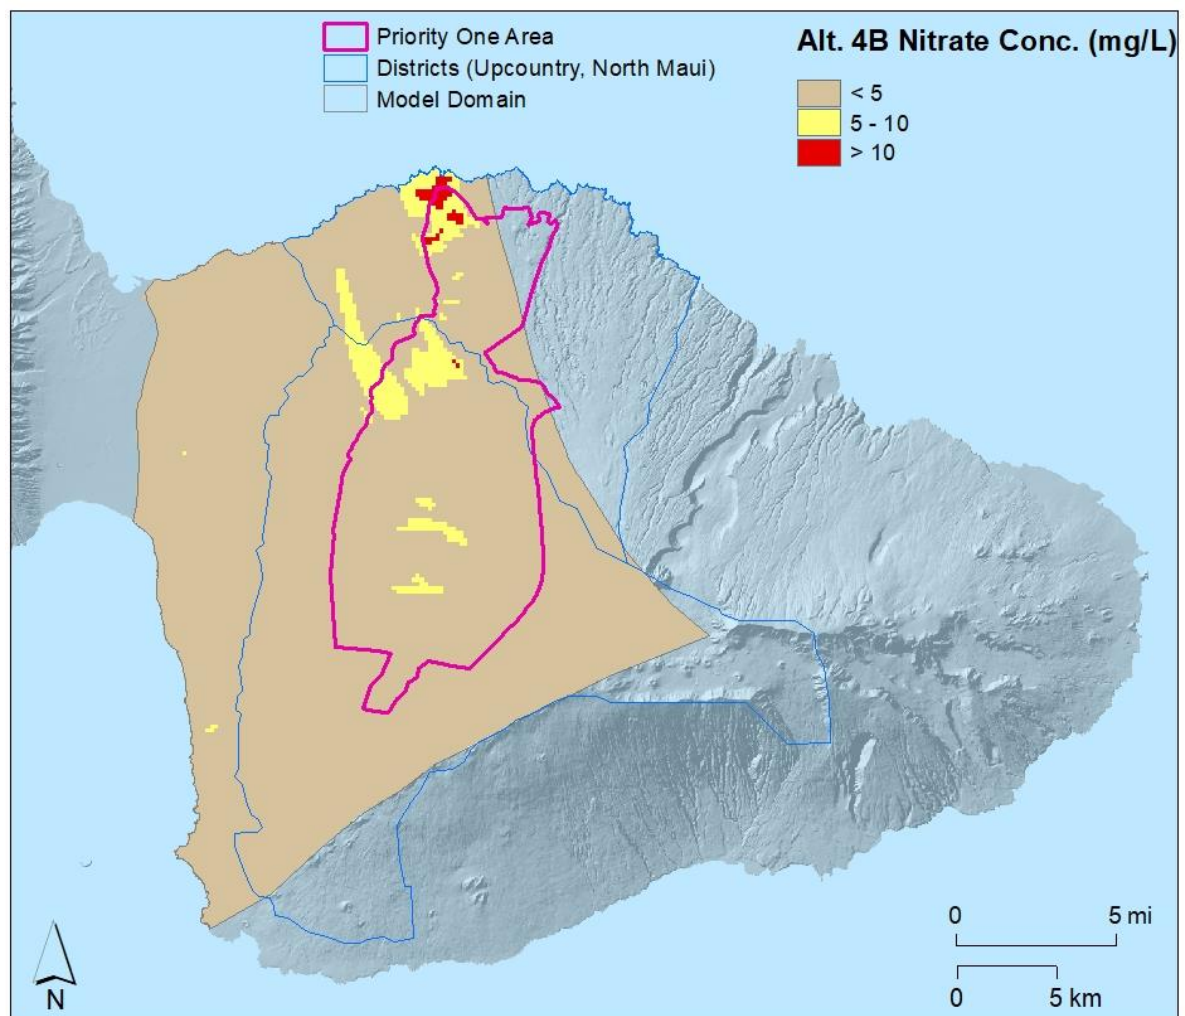 Priority One Area
Districts (Upcountry, North Maui)
Model Domain
Alt. 4B Nitrate Conc. (mg/L)
< 5
5 - 10
> 10
N
0 5 mi
0 5 km